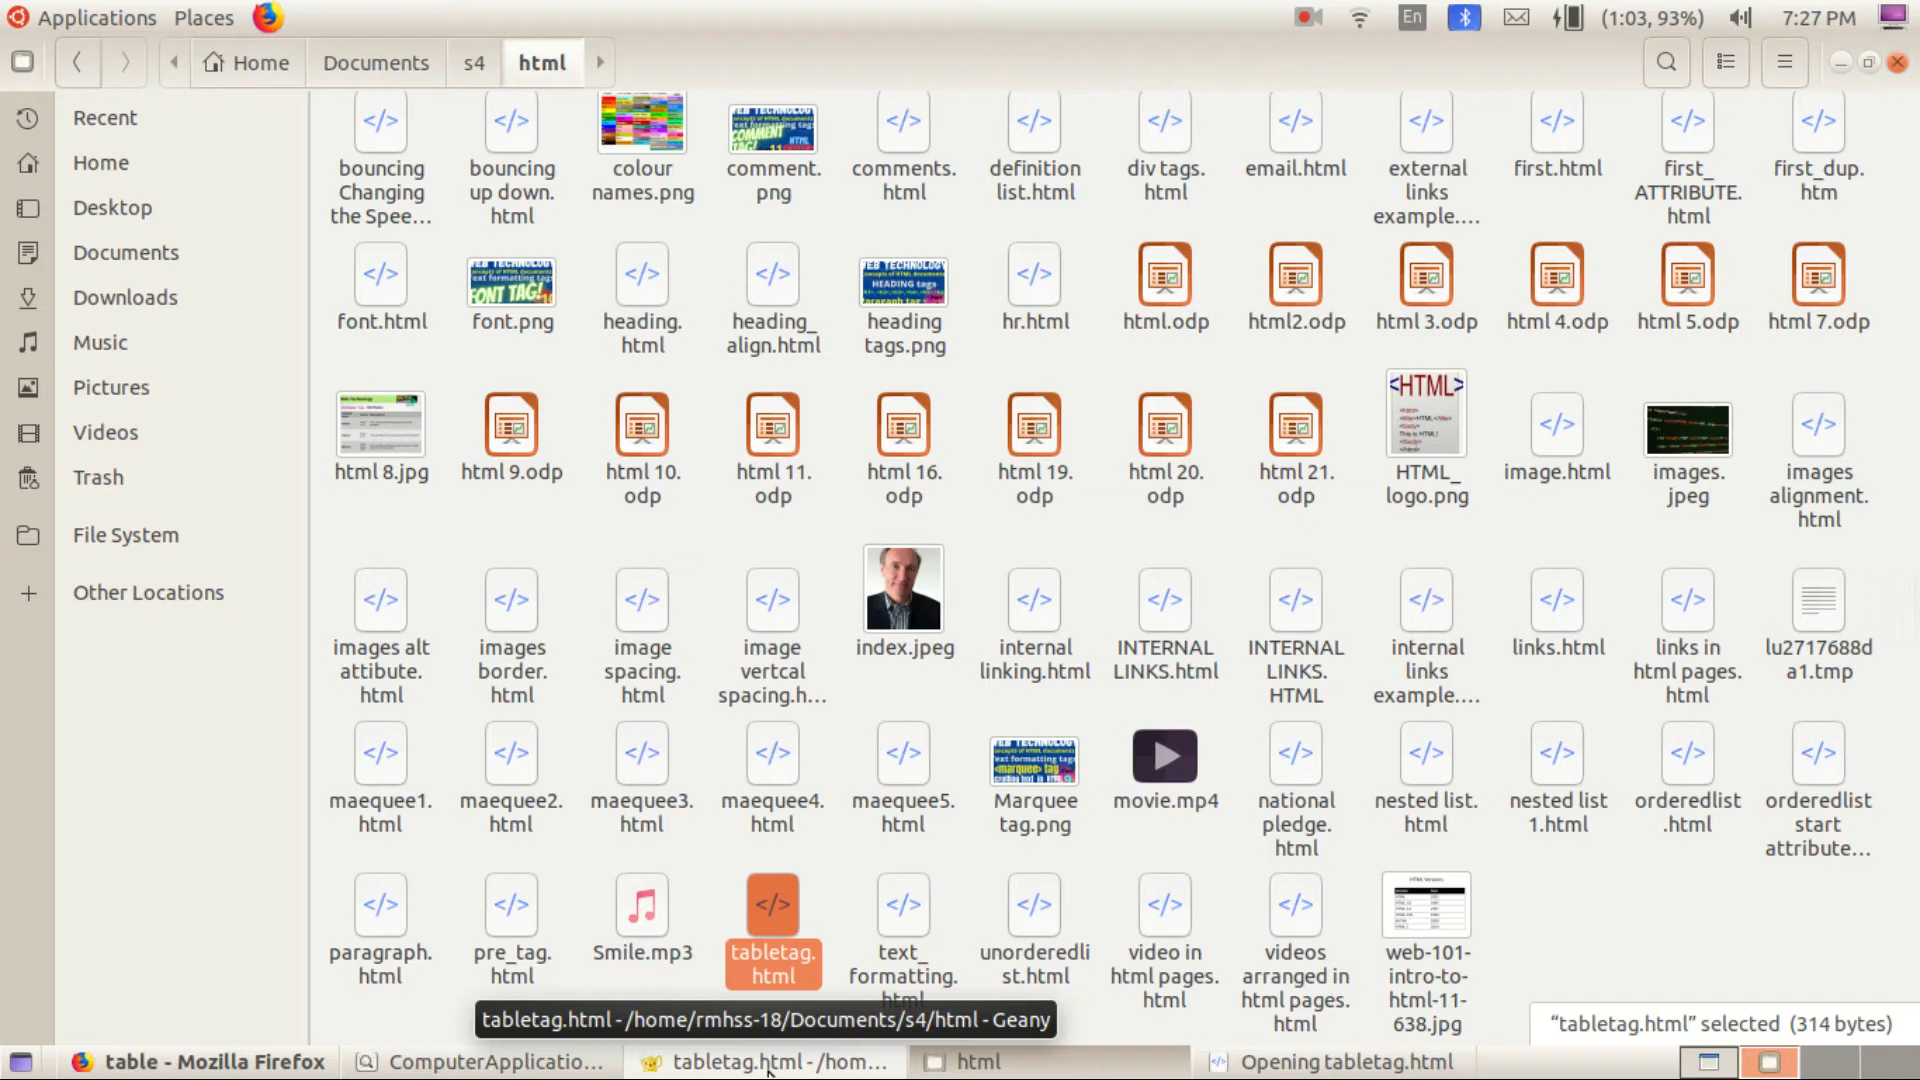 Applications Places En (1:03, 93%) 7:27 PM
Home Documents s4 html
Recent
Home
Desktop
Documents
Downloads
Music
Pictures
Videos
Trash
File System
Other Locations
bouncing Changing the Spee...
bouncing up down. html
colour names.png
comment. png
comments. html
definition list.html
div tags. html
email.html
external links example....
first.html
first_ ATTRIBUTE. html
first_dup. htm
font.html
font.png
heading. html
heading_ align.html
heading tags.png
hr.html
html.odp
html2.odp
html 3.odp
html 4.odp
html 5.odp
html 7.odp
html 8.jpg
html 9.odp
html 10. odp
html 11. odp
html 16. odp
html 19. odp
html 20. odp
html 21. odp
HTML_ logo.png
image.html
images. jpeg
images alignment. html
images alt attibute. html
images border. html
image spacing. html
image vertcal spacing.h...
index.jpeg
internal linking.html
INTERNAL LINKS.html
INTERNAL LINKS. HTML
internal links example....
links.html
links in html pages. html
lu2717688d a1.tmp
maequee1. html
maequee2. html
maequee3. html
maequee4. html
maequee5. html
Marquee tag.png
movie.mp4
national pledge. html
nested list. html
nested list 1.html
orderedlist .html
orderedlist start attribute...
paragraph. html
pre_tag. html
Smile.mp3
tabletag. html
text_ formatting. html
unorderedli st.html
video in html pages. html
videos arranged in html pages. html
web-101- intro-to- html-11- 638.jpg
tabletag.html - /home/rmhss-18/Documents/s4/html - Geany
“tabletag.html” selected (314 bytes)
table - Mozilla Firefox ComputerApplicatio... tabletag.html - /hom... html Opening tabletag.html